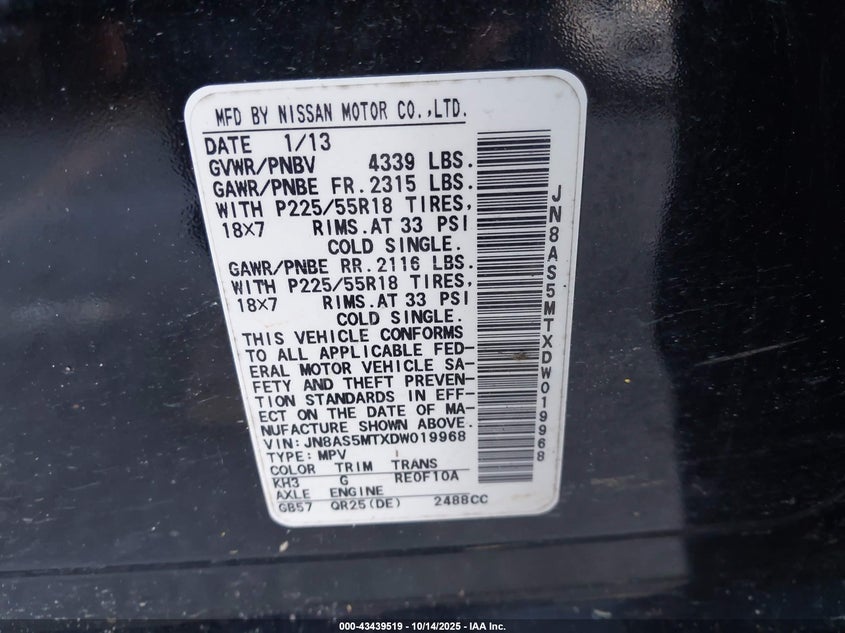 MFD BY NISSAN MOTOR CO.,LTD.
DATE 1/13
GVWR/PNBV 4339 LBS.
GAWR/PNBE FR. 2315 LBS.
WITH P225/55R18 TIRES,
18×7 RIMS. AT 33 PSI
COLD SINGLE.
GAWR/PNBE RR. 2116 LBS.
WITH P225/55R18 TIRES,
18×7 RIMS. AT 33 PSI
COLD SINGLE.
THIS VEHICLE CONFORMS
TO ALL APPLICABLE FED-
ERAL MOTOR VEHICLE SA-
FETY AND THEFT PREVEN-
TION STANDARDS IN EFF-
ECT ON THE DATE OF MA-
NUFACTURE SHOWN ABOVE.
VIN: JN8AS5MTXDW019968
TYPE: MPV
COLOR TRIM TRANS
KH3 G RE0F10A
AXLE ENGINE
GB57 QR25(DE) 2488CC
JN8AS5MTXDW019968
000-43439519 - 10/14/2025 - IAA Inc.